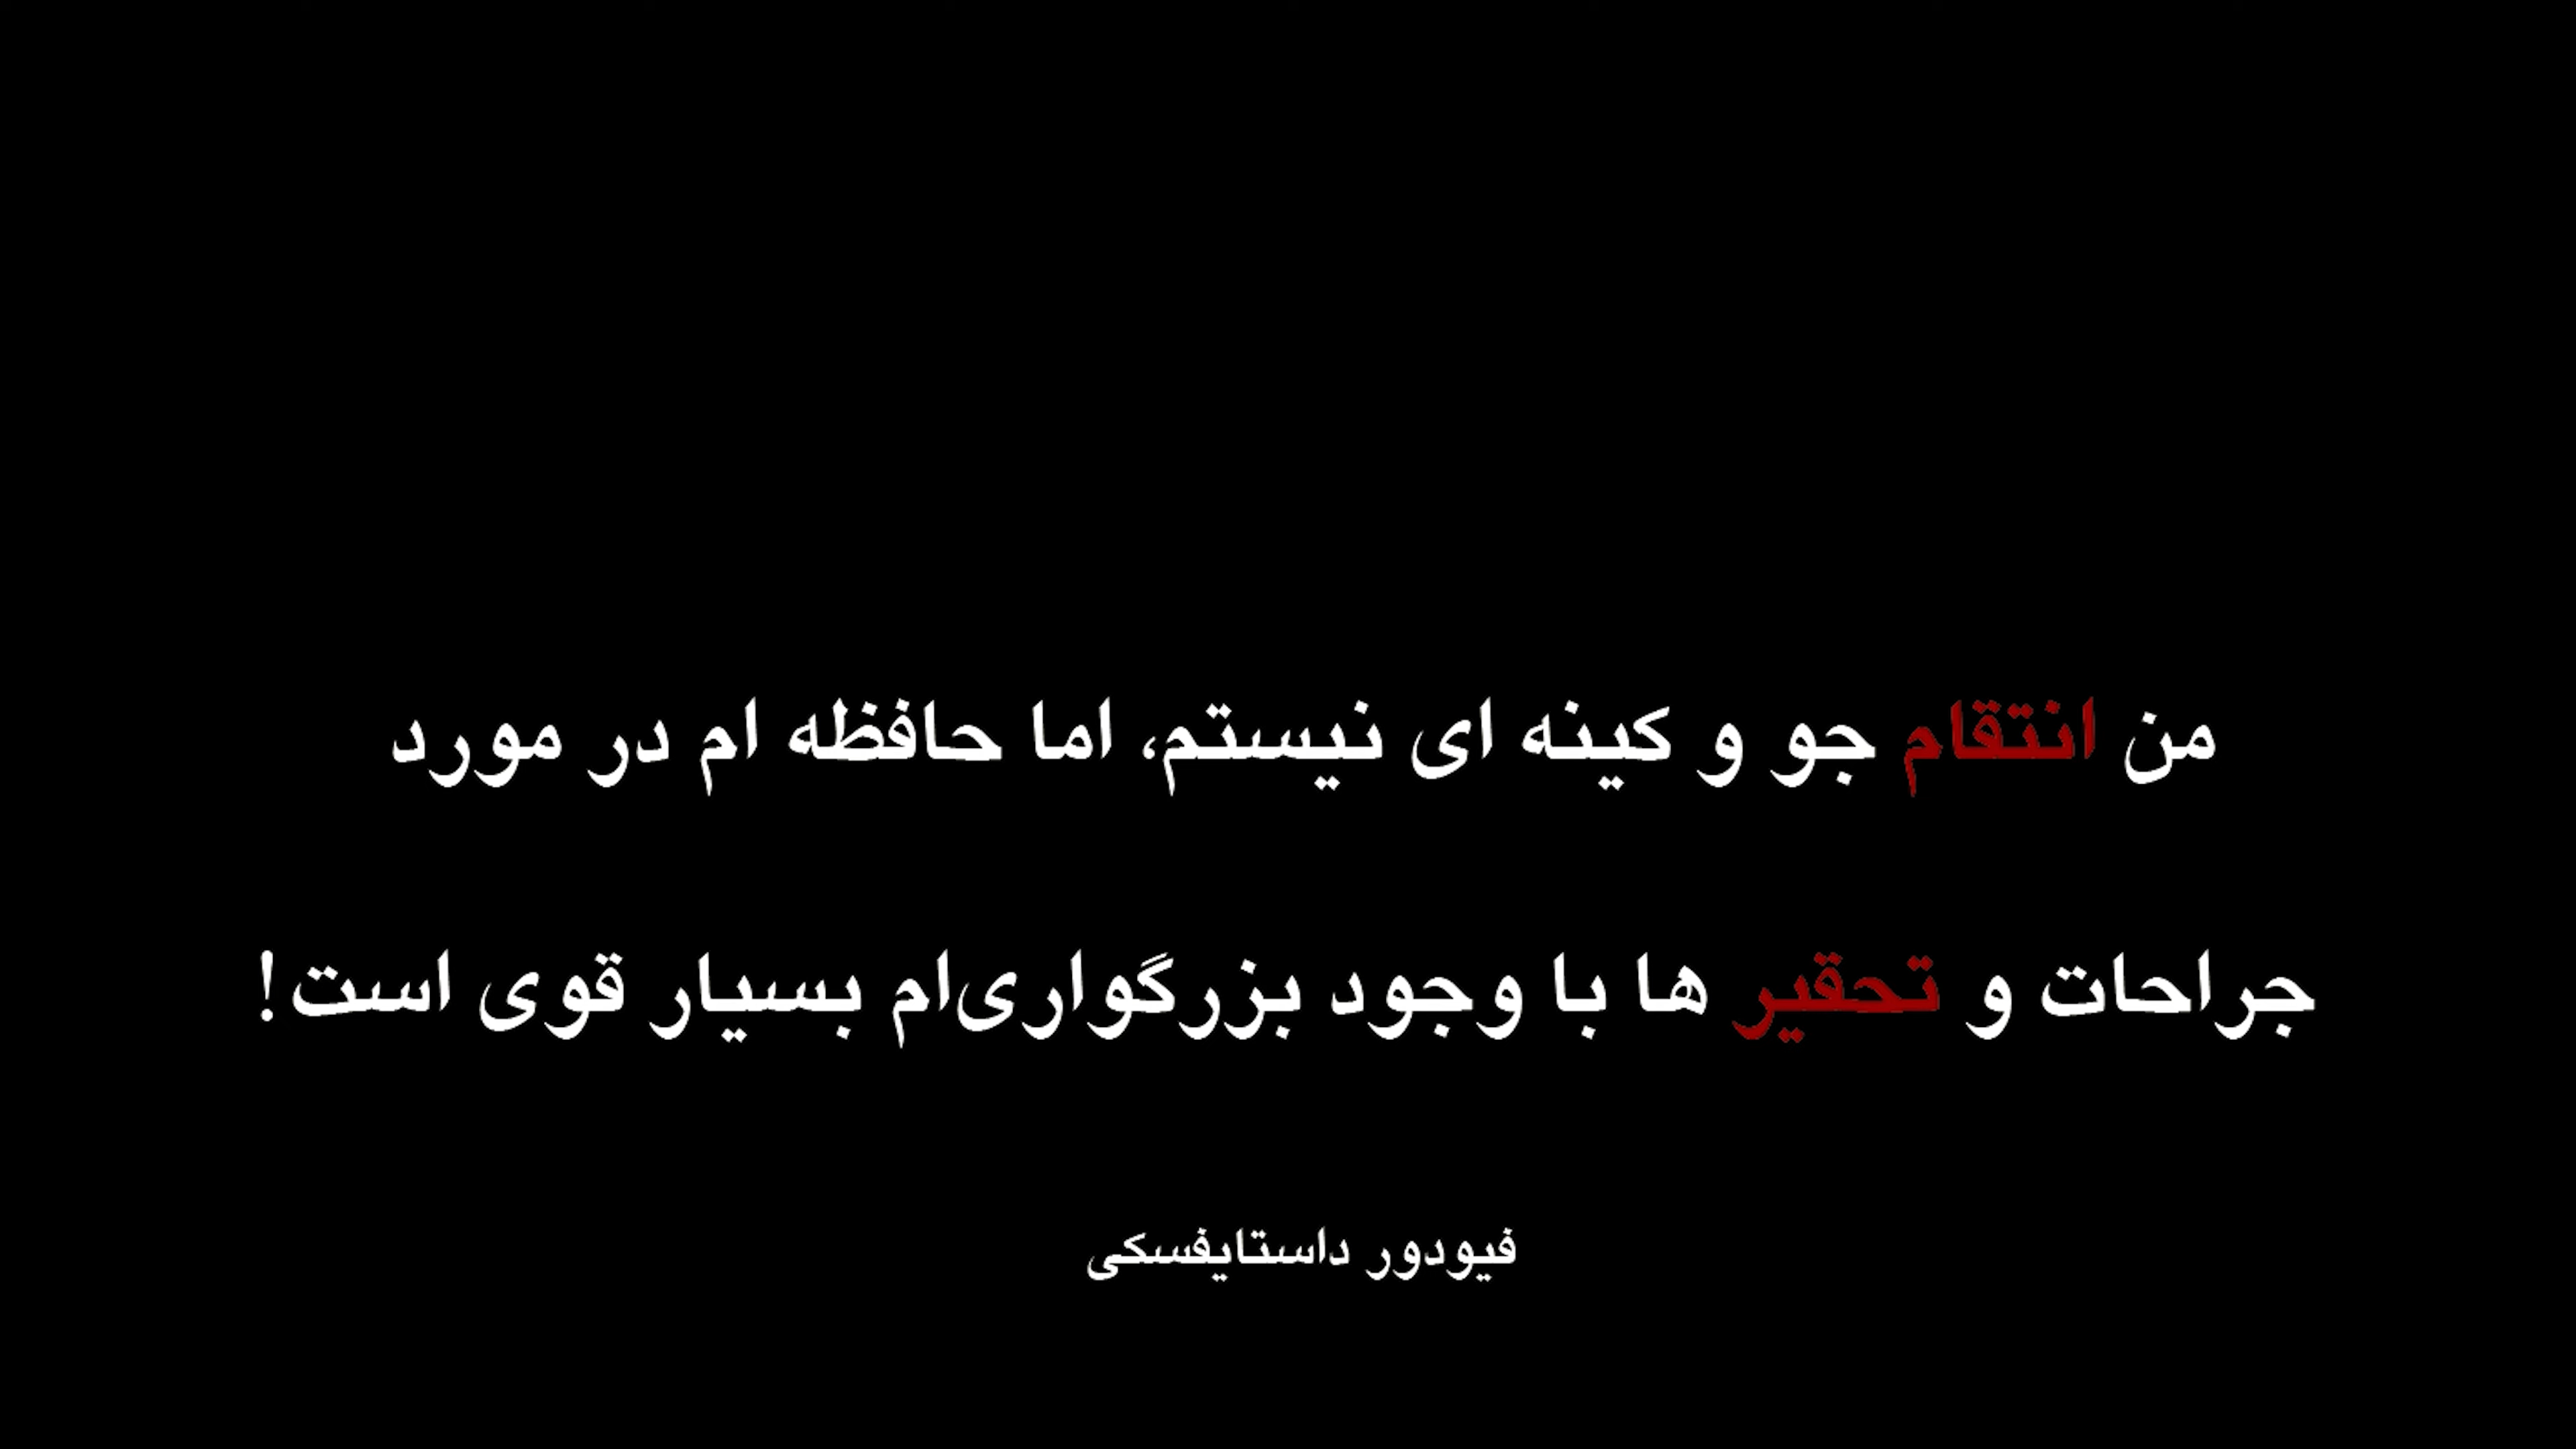 من انتقام جو و کینه ای نیستم، اما حافظه ام در مورد
جراحات و تحقیر ها با وجود بزرگواری‌ام بسیار قوی است!
فیودور داستایفسکی